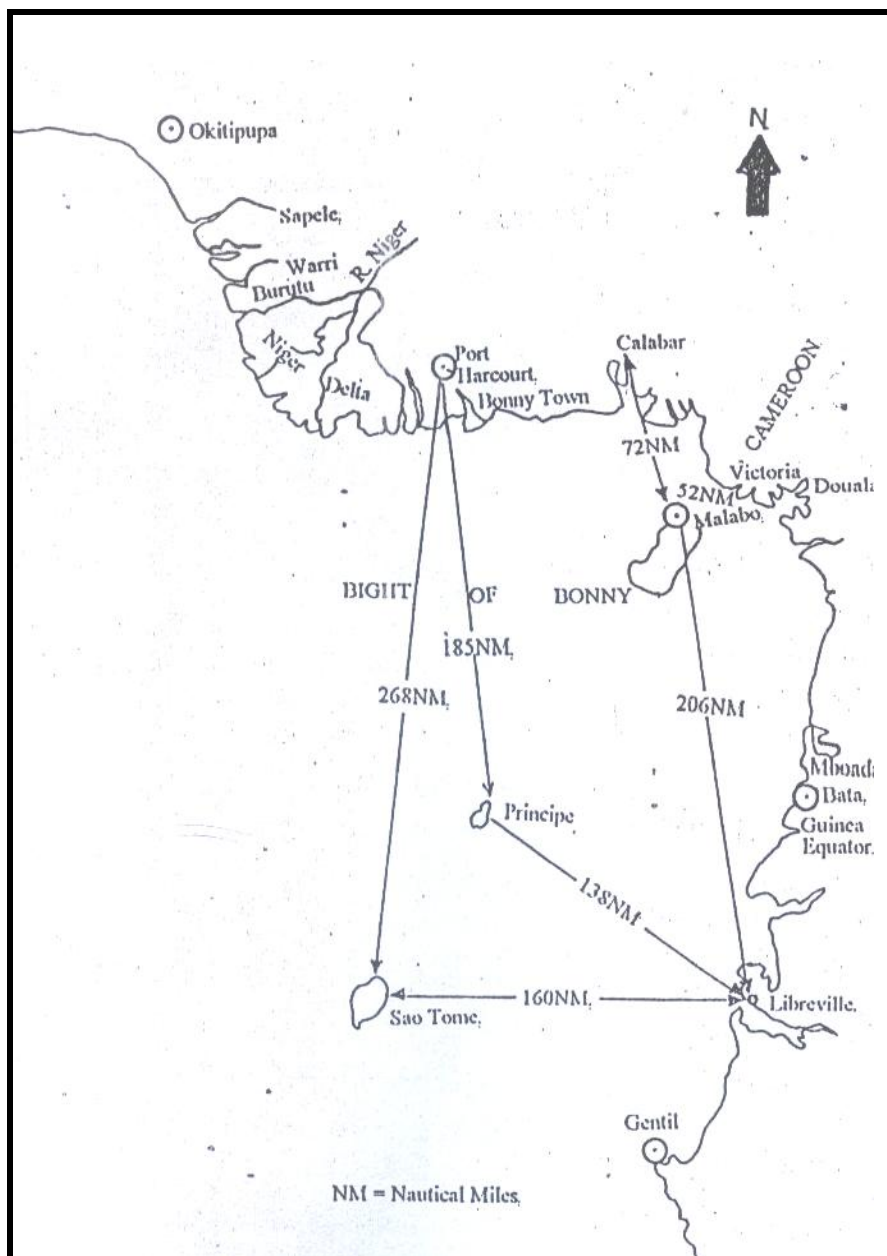 N
Okitipupa
Sapele,
R. Niger
Warri
Burutu
Niger
Delta
Port
Harcourt,
Bonny Town
Calabar
CAMEROON
72NM
Victoria
Douala
52NM
Malabo,
BIGHT OF BONNY
185NM,
268NM,
206NM
Principe
Bata,
Guinea
Equator.
138NM
160NM,
Sao Tome,
Libreville,
Gentil
NM = Nautical Miles,